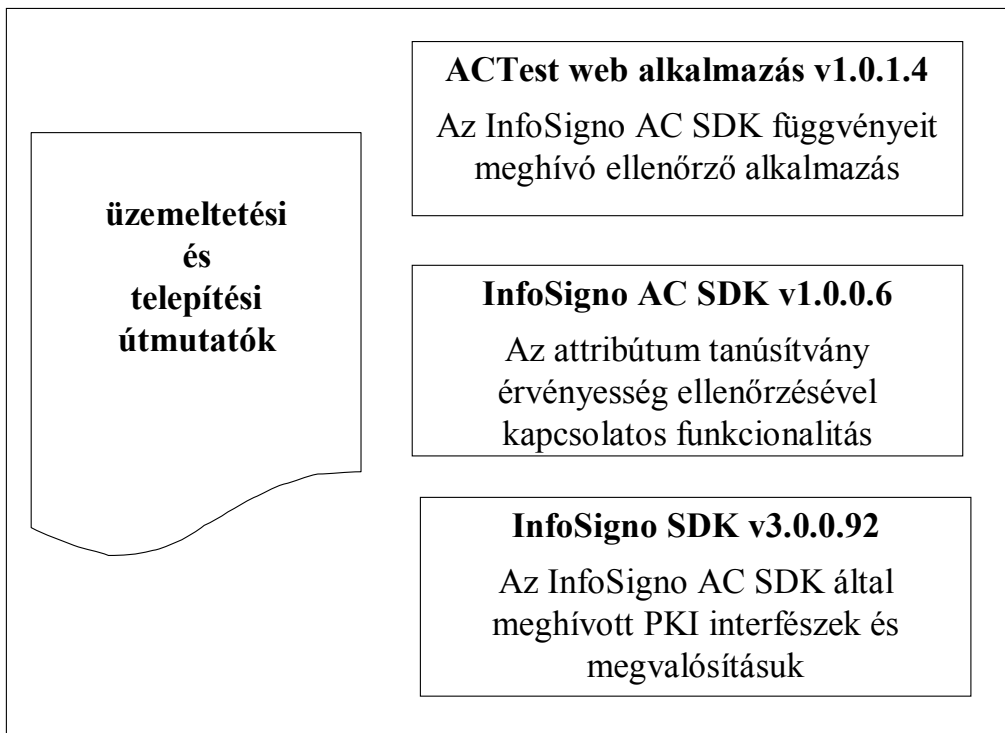 üzemeltetési
és
telepítési
útmutatók
ACTest web alkalmazás v1.0.1.4
Az InfoSigno AC SDK függvényeit
meghívó ellenőrző alkalmazás
InfoSigno AC SDK v1.0.0.6
Az attribútum tanúsítvány
érvényesség ellenőrzésével
kapcsolatos funkcionalitás
InfoSigno SDK v3.0.0.92
Az InfoSigno AC SDK által
meghívott PKI interfészek és
megvalósításuk